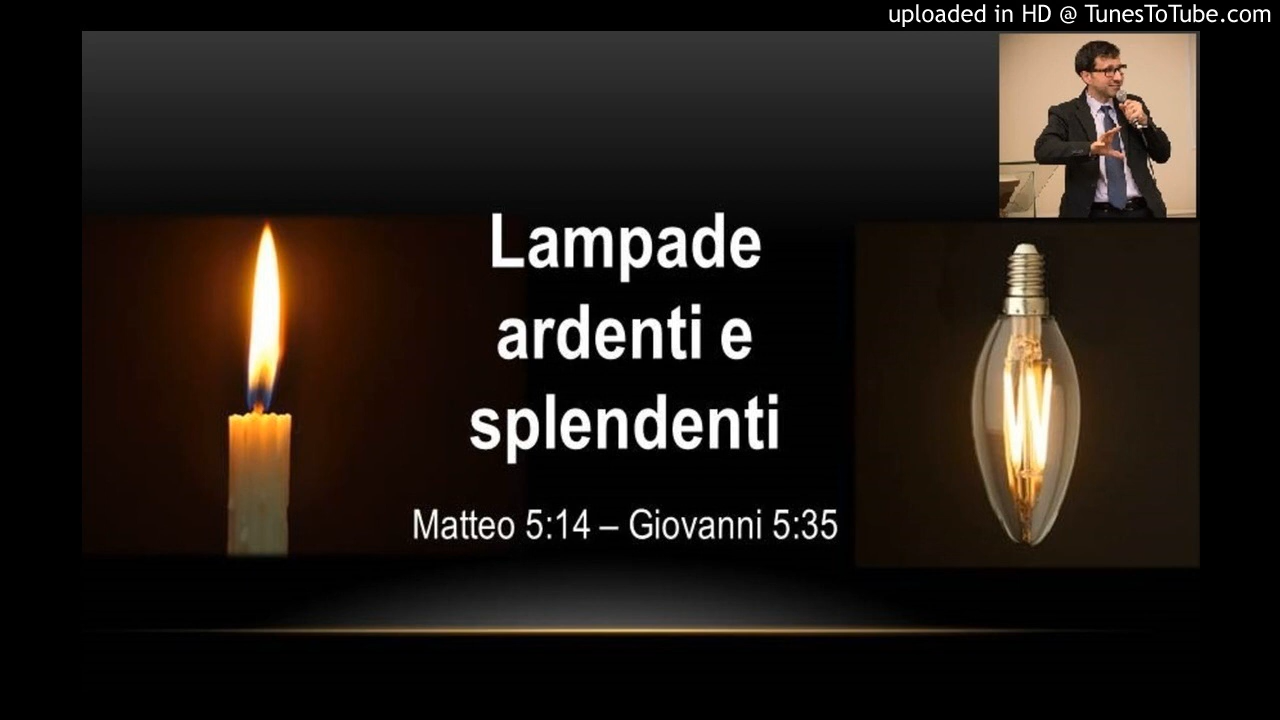 uploaded in HD @ TunesToTube.com
Lampade
ardenti e
splendenti
Matteo 5:14 – Giovanni 5:35